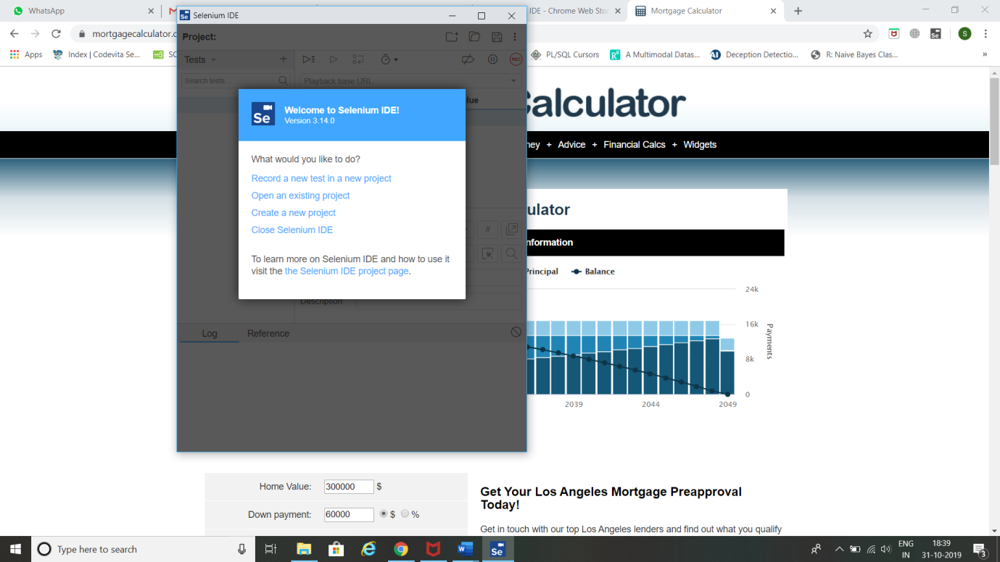 WhatsApp
Selenium IDE
IDE - Chrome Web Sto
Mortgage Calculator
mortgagecalculator.c
Project:
S
Apps
Index | Codevita Se...
SC
Tests
REC
PL/SQL Cursors
A Multimodal Datas...
Deception Detectio...
R: Naive Bayes Clas...
»
Search tests...
Playback base URL
Calculator
lue
Se
Welcome to Selenium IDE!
Version 3.14.0
ney + Advice + Financial Calcs + Widgets
What would you like to do?
Record a new test in a new project
Open an existing project
Create a new project
Close Selenium IDE
To learn more on Selenium IDE and how to use it
visit the the Selenium IDE project page.
//
Description
Log
Reference
culator
nformation
Principal
Balance
24k
16k
8k
0
Payments
2039
2044
2049
Home Value:
300000
$
Down payment:
60000
$
%
Get Your Los Angeles Mortgage Preapproval
Today!
Get in touch with our top Los Angeles lenders and find out what you qualify
Type here to search
Se
ENG
IN
18:39
31-10-2019
3